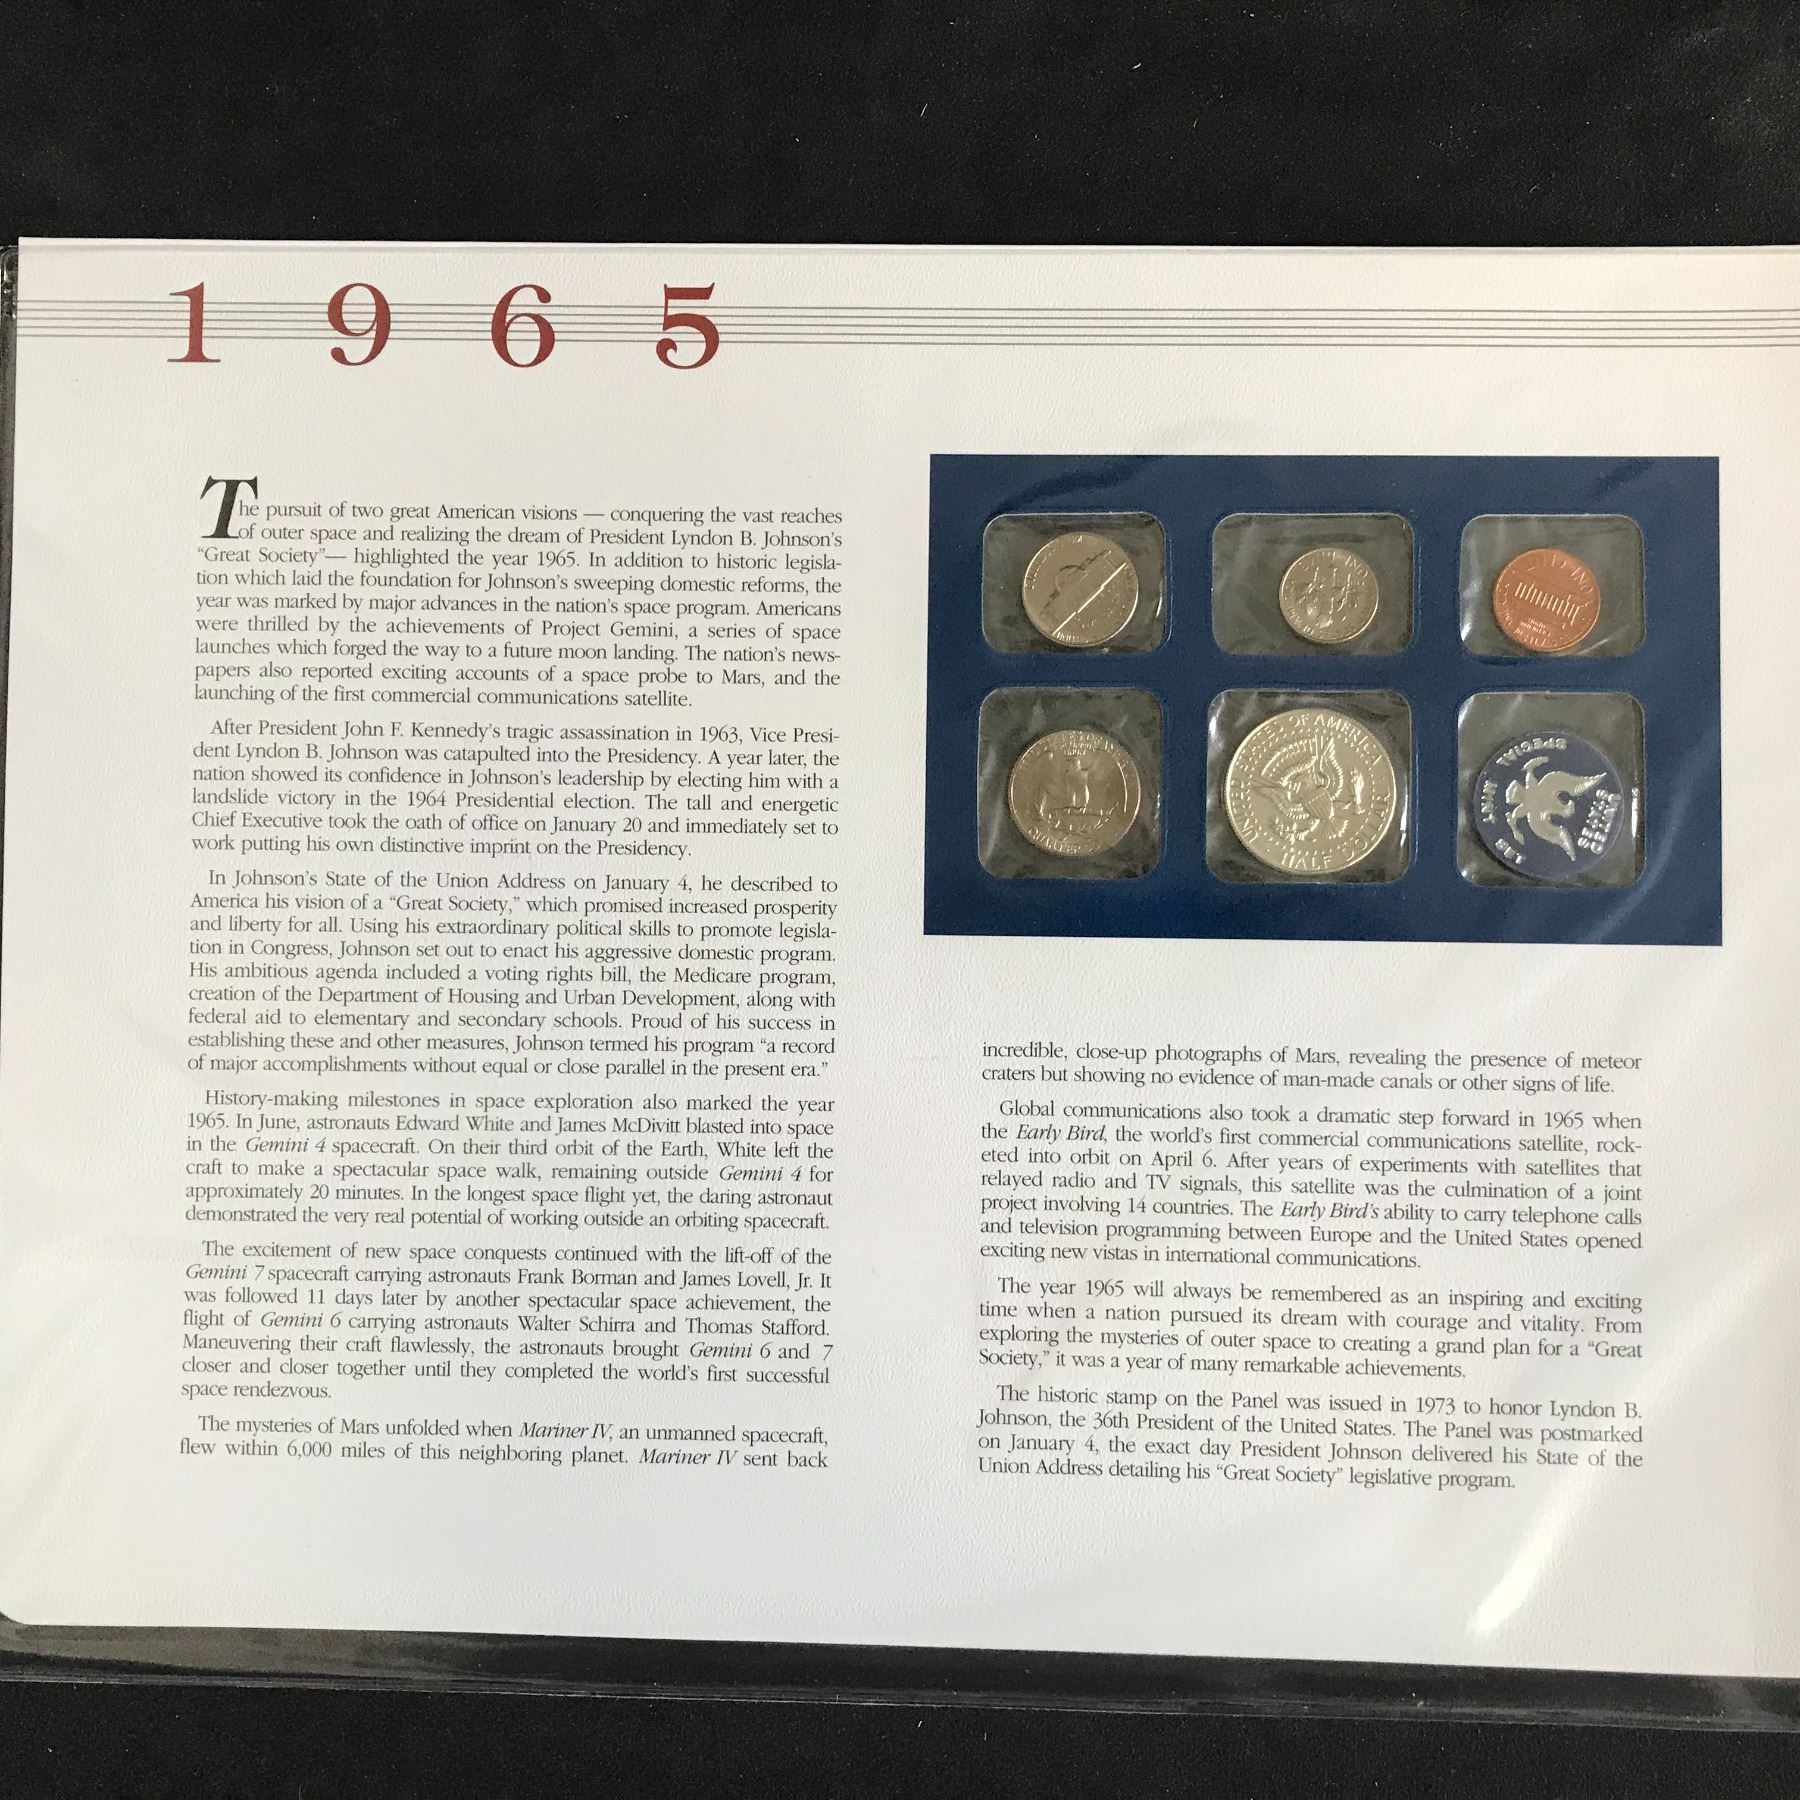 1 9 6 5
The pursuit of two great American visions — conquering the vast reaches
of outer space and realizing the dream of President Lyndon B. Johnson's
"Great Society"— highlighted the year 1965. In addition to historic legisla-
tion which laid the foundation for Johnson's sweeping domestic reforms, the
year was marked by major advances in the nation's space program. Americans
were thrilled by the achievements of Project Gemini, a series of space
launches which forged the way to a future moon landing. The nation's news-
papers also reported exciting accounts of a space probe to Mars, and the
launching of the first commercial communications satellite.
After President John F. Kennedy's tragic assassination in 1963, Vice Presi-
dent Lyndon B. Johnson was catapulted into the Presidency. A year later, the
nation showed its confidence in Johnson's leadership by electing him with a
landslide victory in the 1964 Presidential election. The tall and energetic
Chief Executive took the oath of office on January 20 and immediately set to
work putting his own distinctive imprint on the Presidency.
In Johnson's State of the Union Address on January 4, he described to
America his vision of a "Great Society," which promised increased prosperity
and liberty for all. Using his extraordinary political skills to promote legisla-
tion in Congress, Johnson set out to enact his aggressive domestic program.
His ambitious agenda included a voting rights bill, the Medicare program,
creation of the Department of Housing and Urban Development, along with
federal aid to elementary and secondary schools. Proud of his success in
establishing these and other measures, Johnson termed his program "a record
of major accomplishments without equal or close parallel in the present era."
History-making milestones in space exploration also marked the year
1965. In June, astronauts Edward White and James McDivitt blasted into space
in the Gemini 4 spacecraft. On their third orbit of the Earth, White left the
craft to make a spectacular space walk, remaining outside Gemini 4 for
approximately 20 minutes. In the longest space flight yet, the daring astronaut
demonstrated the very real potential of working outside an orbiting spacecraft.
The excitement of new space conquests continued with the lift-off of the
Gemini 7 spacecraft carrying astronauts Frank Borman and James Lovell, Jr. It
was followed 11 days later by another spectacular space achievement, the
flight of Gemini 6 carrying astronauts Walter Schirra and Thomas Stafford.
Maneuvering their craft flawlessly, the astronauts brought Gemini 6 and 7
closer and closer together until they completed the world's first successful
space rendezvous.
The mysteries of Mars unfolded when Mariner IV, an unmanned spacecraft,
flew within 6,000 miles of this neighboring planet. Mariner IV sent back
UNITED STATES OF AMERICA
HALF DOLLAR
UNITED
STATES
SPECIAL MINT SET
incredible, close-up photographs of Mars, revealing the presence of meteor
craters but showing no evidence of man-made canals or other signs of life.
Global communications also took a dramatic step forward in 1965 when
the Early Bird, the world's first commercial communications satellite, rock-
eted into orbit on April 6. After years of experiments with satellites that
relayed radio and TV signals, this satellite was the culmination of a joint
project involving 14 countries. The Early Bird's ability to carry telephone calls
and television programming between Europe and the United States opened
exciting new vistas in international communications.
The year 1965 will always be remembered as an inspiring and exciting
time when a nation pursued its dream with courage and vitality. From
exploring the mysteries of outer space to creating a grand plan for a "Great
Society," it was a year of many remarkable achievements.
The historic stamp on the Panel was issued in 1973 to honor Lyndon B.
Johnson, the 36th President of the United States. The Panel was postmarked
on January 4, the exact day President Johnson delivered his State of the
Union Address detailing his "Great Society" legislative program.